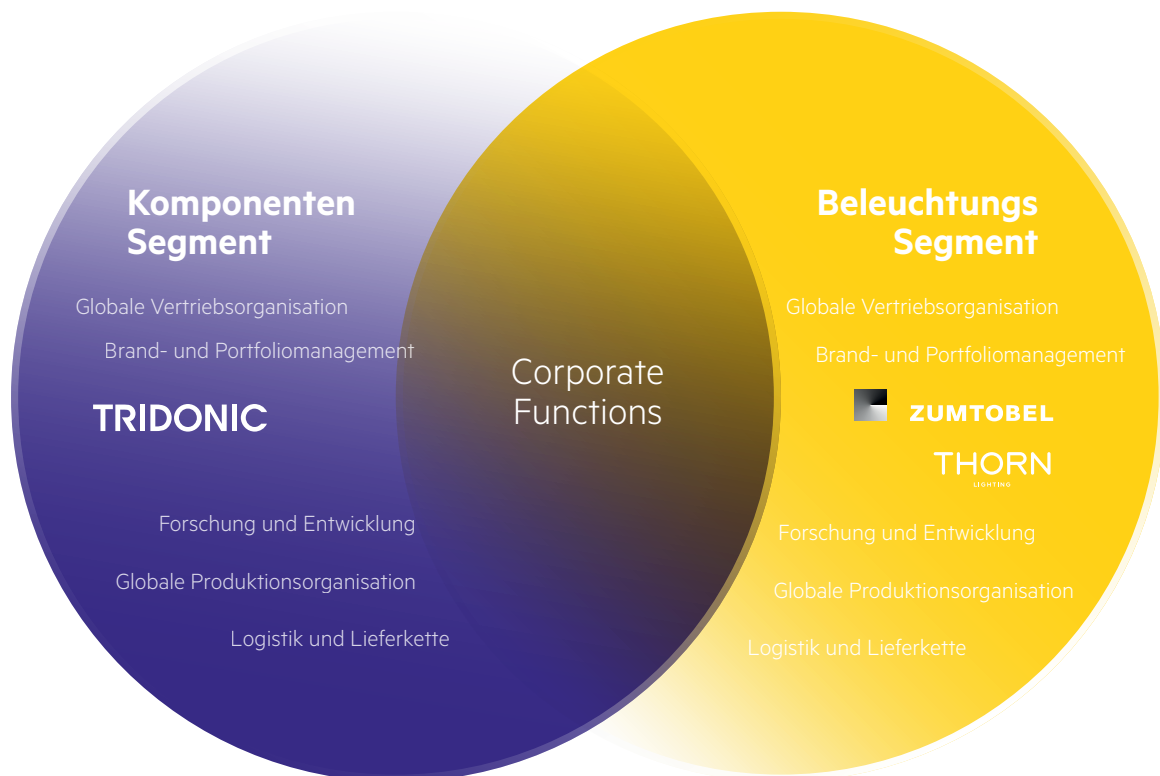 Komponenten
Segment
Globale Vertriebsorganisation
Brand- und Portfoliomanagement
TRIDONIC
Forschung und Entwicklung
Globale Produktionsorganisation
Logistik und Lieferkette
Corporate
Functions
Beleuchtungs
Segment
Globale Vertriebsorganisation
Brand- und Portfoliomanagement
ZUMTOBEL
THORN
LIGHTING
Forschung und Entwicklung
Globale Produktionsorganisation
Logistik und Lieferkette